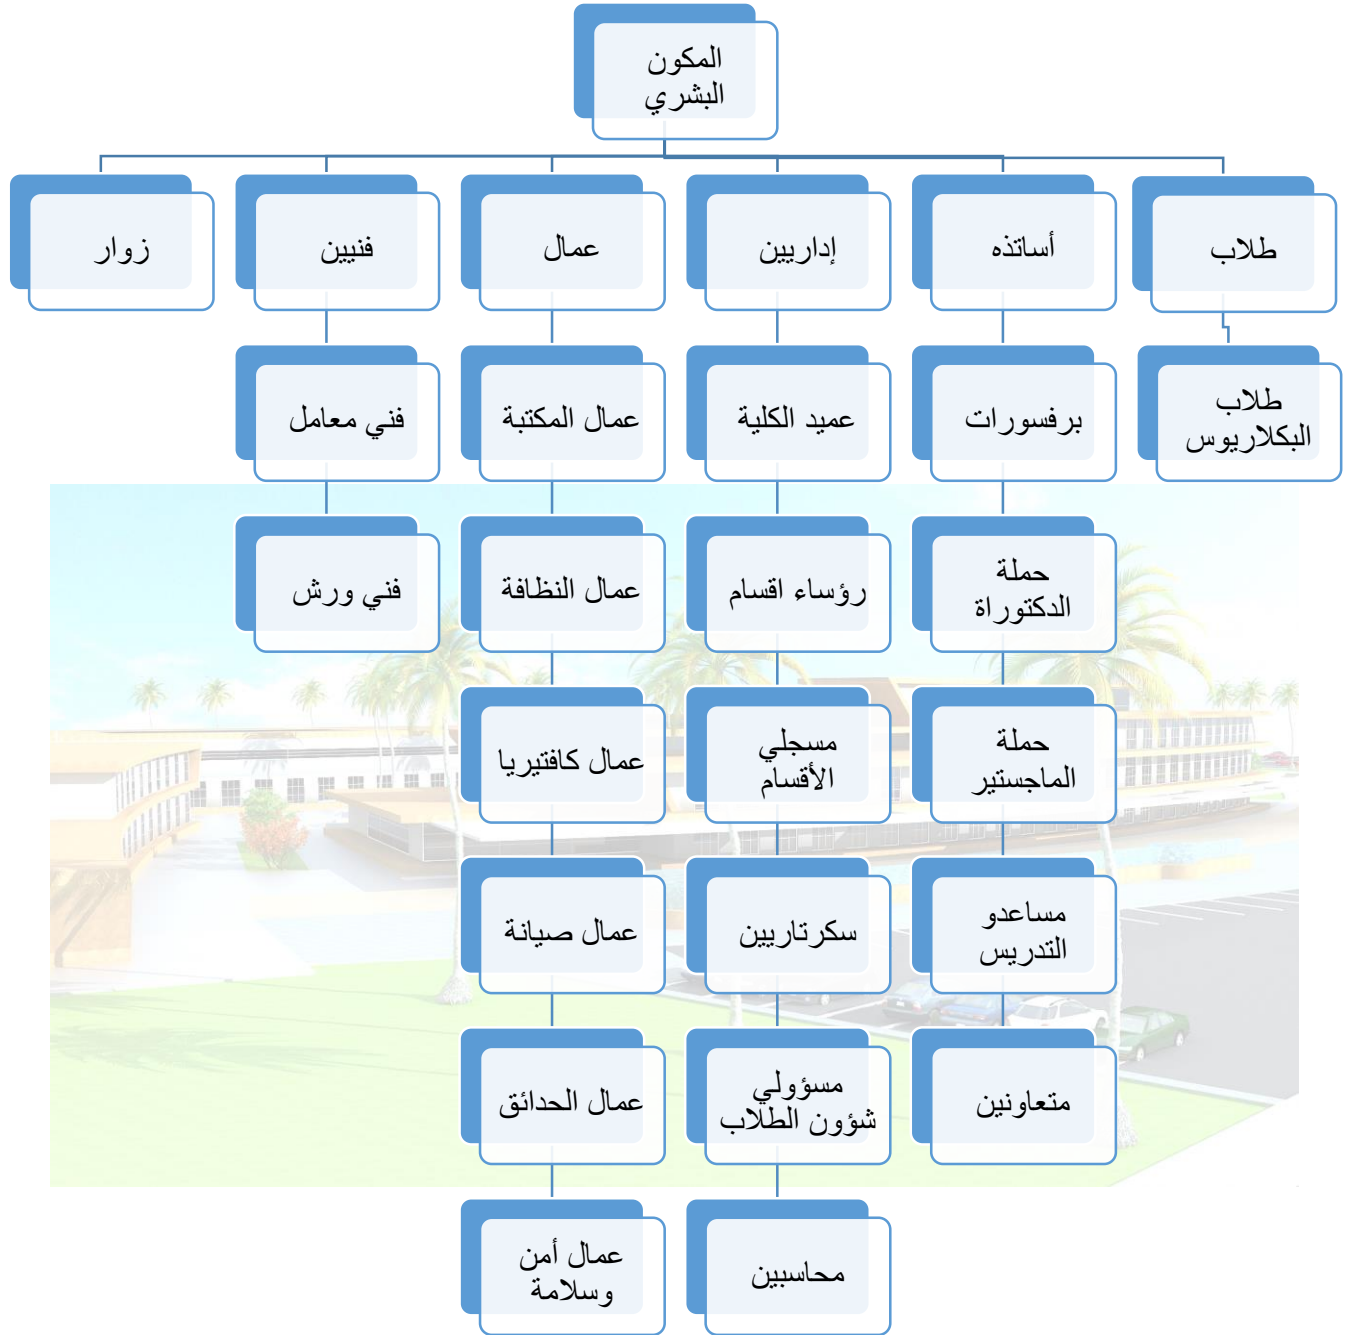 المكون
البشري
طلاب
أساتذه
إداريين
عمال
فنيين
زوار
طلاب
البكلاريوس
برفسورات
عميد الكلية
عمال المكتبة
فني معامل
حملة
الدكتوراة
رؤساء اقسام
عمال النظافة
فني ورش
حملة
الماجستير
مسجلي
الأقسام
عمال كافتيريا
مساعدو
التدريس
سكرتاريين
عمال صيانة
متعاونين
مسؤولي
شؤون الطلاب
عمال الحدائق
محاسبين
عمال أمن
وسلامة